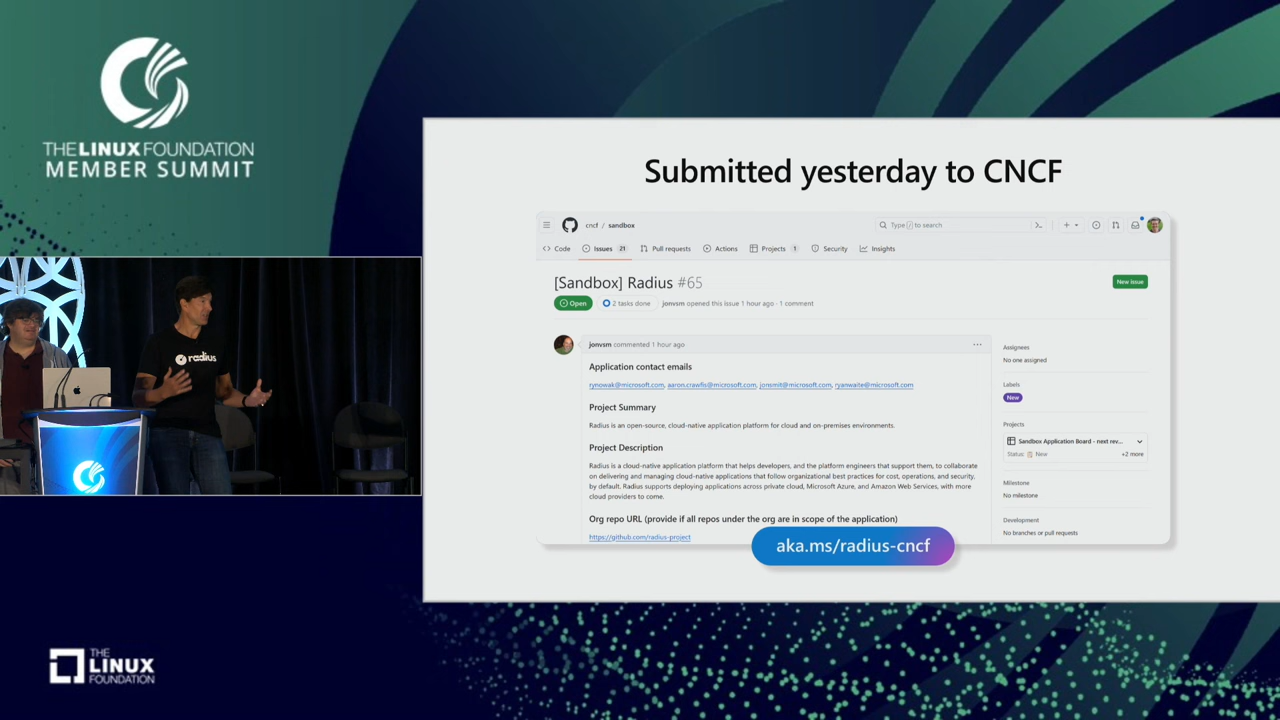 THE LINUX FOUNDATION
MEMBER SUMMIT
Submitted yesterday to CNCF
cncf / sandbox
Type / to search
Code
Issues 21
Pull requests
Actions
Projects 1
Security
Insights
[Sandbox] Radius #65
New issue
Open
2 tasks done
jonvsm opened this issue 1 hour ago · 1 comment
jonvsm commented 1 hour ago
Application contact emails
rynowak@microsoft.com, aaron.crawfis@microsoft.com, jonsmit@microsoft.com, ryanwaite@microsoft.com
Project Summary
Radius is an open-source, cloud-native application platform for cloud and on-premises environments.
Project Description
Radius is a cloud-native application platform that helps developers, and the platform engineers that support them, to collaborate
on delivering and managing cloud-native applications that follow organizational best practices for cost, operations, and security,
by default. Radius supports deploying applications across private cloud, Microsoft Azure, and Amazon Web Services, with more
cloud providers to come.
Org repo URL (provide if all repos under the org are in scope of the application)
https://github.com/radius-project
Assignees
No one assigned
Labels
New
Projects
Sandbox Application Board - next rev...
Status: New
+2 more
Milestone
No milestone
Development
No branches or pull requests
aka.ms/radius-cncf
radius
THE
LINUX
FOUNDATION